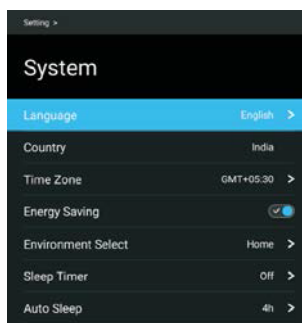 Setting >
System
Language English >
Country India
Time Zone GMT+05:30 >
Energy Saving
Environment Select Home >
Sleep Timer Off >
Auto Sleep 4h >